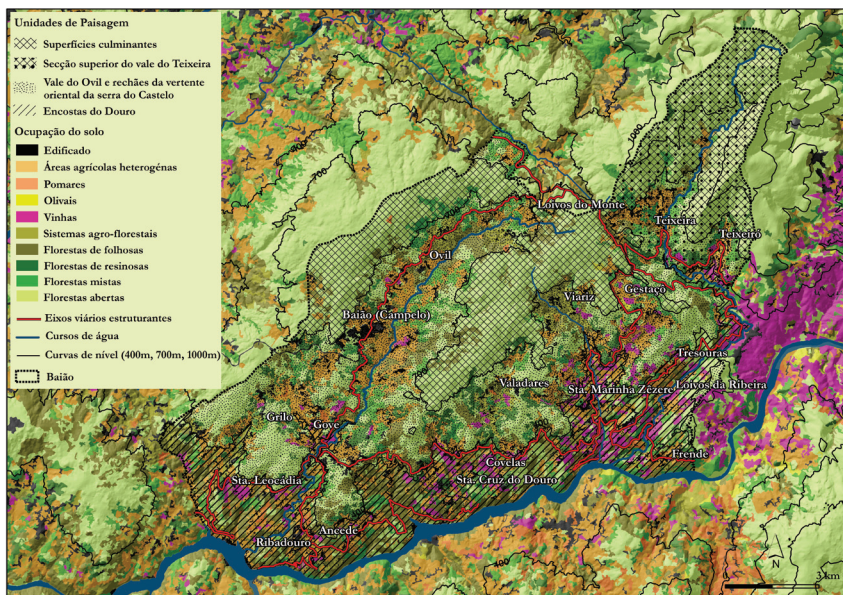 Unidades de Paisagem
Superfícies culminantes
Secção superior do vale do Teixeira
Vale do Ovil e rechães da vertente
oriental da serra do Castelo
Encostas do Douro
Ocupação do solo
Edificado
Áreas agrícolas heterogénas
Pomares
Olivais
Vinhas
Sistemas agro-florestais
Florestas de folhosas
Florestas de resinosas
Florestas mistas
Florestas abertas
Eixos viários estruturantes
Cursos de água
Curvas de nível (400m, 700m, 1000m)
Baião
1000
700
Loivos do Monte
Teixeira
Teixeiró
Ovil
Gestaçô
Viariz
Baião (Campelo)
Tresouras
Valadares
Sta. Marinha Zêzere
Loivos da Ribeira
Grilo
Gove
Frende
Covelas
Sta. Leocádia
Sta. Cruz do Douro
Ancede
Ribadouro
400
N
3 km